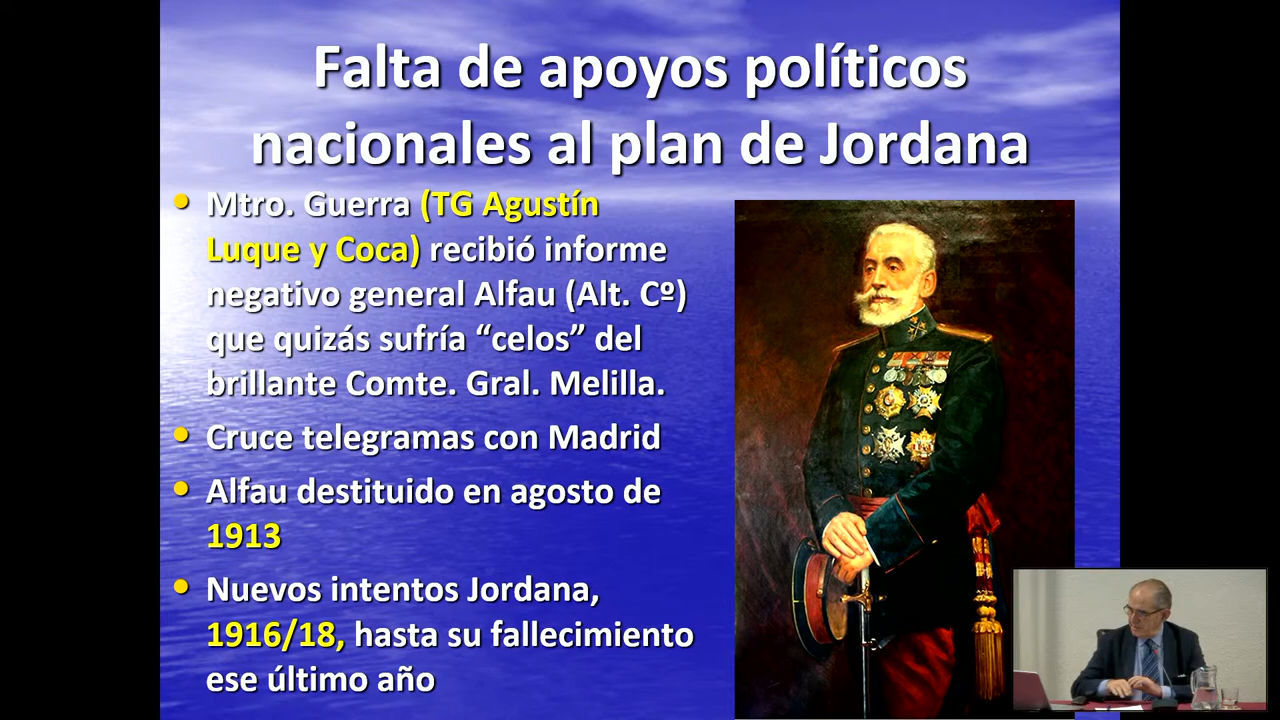 Falta de apoyos políticos
nacionales al plan de Jordana
• Mtro. Guerra (TG Agustín
Luque y Coca) recibió informe
negativo general Alfau (Alt. Cº)
que quizás sufría “celos” del
brillante Comte. Gral. Melilla.
• Cruce telegramas con Madrid
• Alfau destituido en agosto de
1913
• Nuevos intentos Jordana,
1916/18, hasta su fallecimiento
ese último año